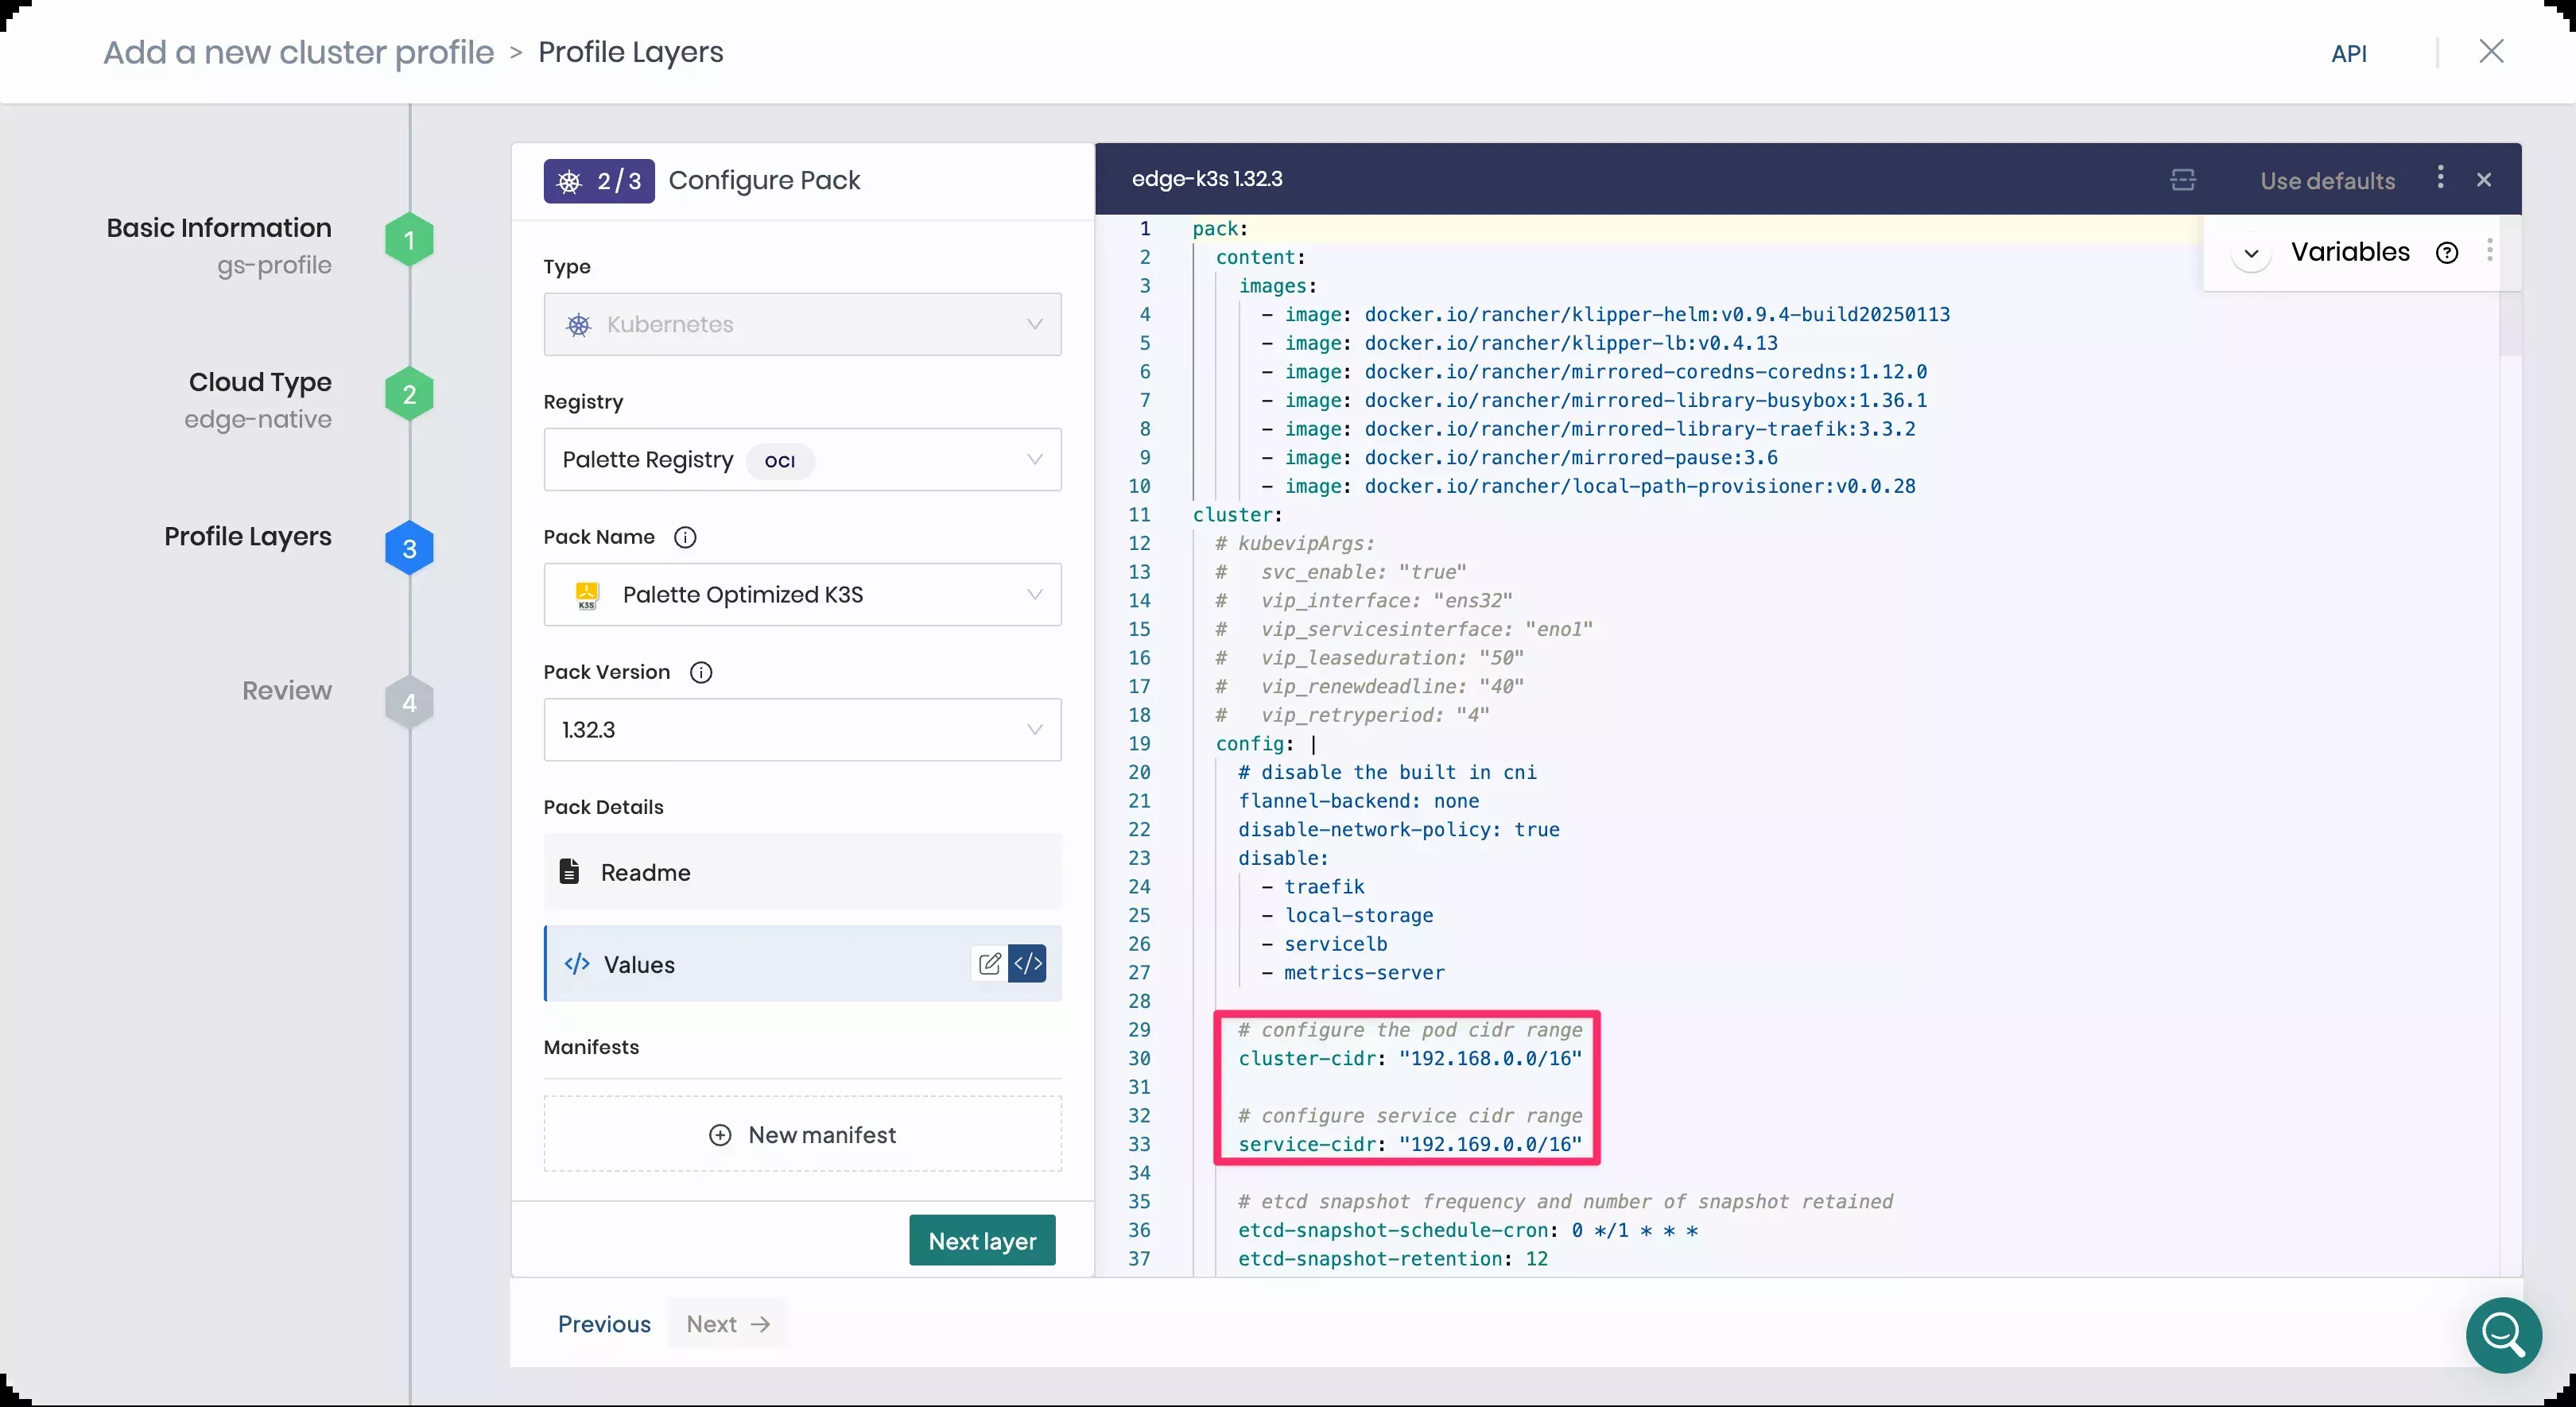 Add a new cluster profile > Profile Layers
API
Basic Information
gs-profile
1
Cloud Type
edge-native
2
Profile Layers
3
Review
4
2/3 Configure Pack
Type
Kubernetes
Registry
Palette Registry OCI
Pack Name
K3S Palette Optimized K3S
Pack Version
1.32.3
Pack Details
Readme
</> Values </>
Manifests
New manifest
Next layer
Previous Next →
edge-k3s 1.32.3
Use defaults
Variables
1 pack:
2 content:
3 images:
4 - image: docker.io/rancher/klipper-helm:v0.9.4-build20250113
5 - image: docker.io/rancher/klipper-lb:v0.4.13
6 - image: docker.io/rancher/mirrored-coredns-coredns:1.12.0
7 - image: docker.io/rancher/mirrored-library-busybox:1.36.1
8 - image: docker.io/rancher/mirrored-library-traefik:3.3.2
9 - image: docker.io/rancher/mirrored-pause:3.6
10 - image: docker.io/rancher/local-path-provisioner:v0.0.28
11 cluster:
12 # kubevipArgs:
13 # svc_enable: "true"
14 # vip_interface: "ens32"
15 # vip_servicesinterface: "eno1"
16 # vip_leaseduration: "50"
17 # vip_renewdeadline: "40"
18 # vip_retryperiod: "4"
19 config: |
20 # disable the built in cni
21 flannel-backend: none
22 disable-network-policy: true
23 disable:
24 - traefik
25 - local-storage
26 - servicelb
27 - metrics-server
28
29 # configure the pod cidr range
30 cluster-cidr: "192.168.0.0/16"
31
32 # configure service cidr range
33 service-cidr: "192.169.0.0/16"
34
35 # etcd snapshot frequency and number of snapshot retained
36 etcd-snapshot-schedule-cron: 0 */1 * * *
37 etcd-snapshot-retention: 12